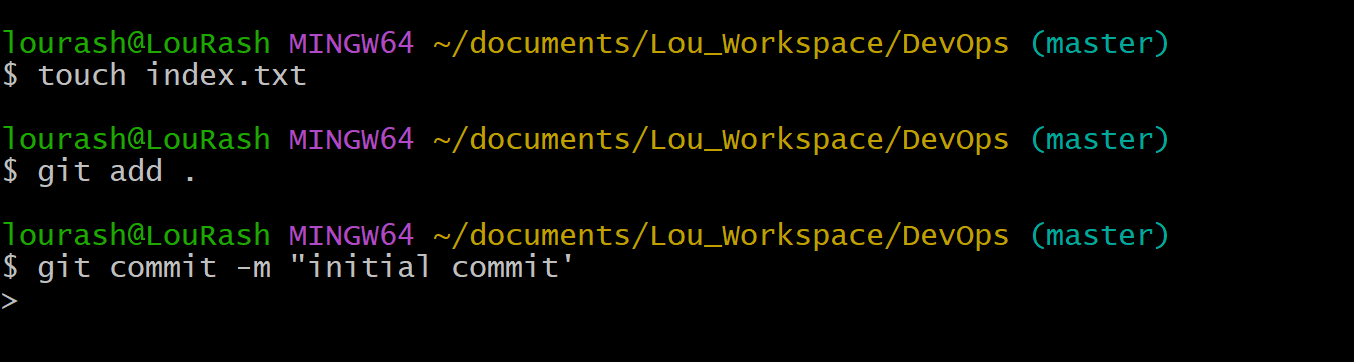 lourash@LouRash MINGW64 ~/documents/Lou_Workspace/DevOps (master)
$ touch index.txt
lourash@LouRash MINGW64 ~/documents/Lou_Workspace/DevOps (master)
$ git add .
lourash@LouRash MINGW64 ~/documents/Lou_Workspace/DevOps (master)
$ git commit -m "initial commit'
>